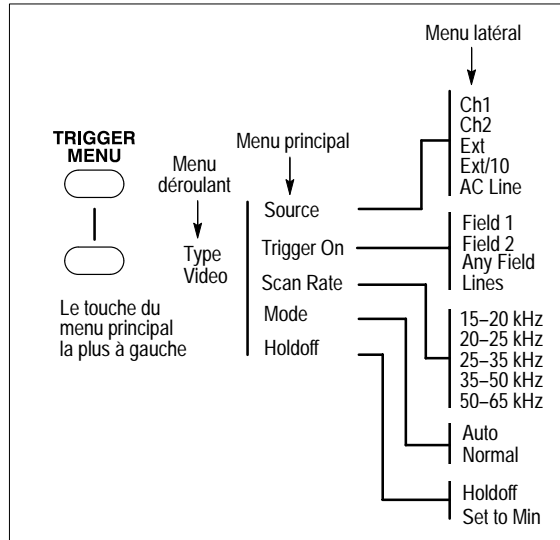 Menu latéral
Ch1
Ch2
Ext
Ext/10
AC Line
TRIGGER
MENU
Menu
déroulant
Menu principal
Type
Video
Source
Trigger On
Scan Rate
Mode
Holdoff
Field 1
Field 2
Any Field
Lines
Le touche du
menu principal
la plus à gauche
15–20 kHz
20–25 kHz
25–35 kHz
35–50 kHz
50–65 kHz
Auto
Normal
Holdoff
Set to Min